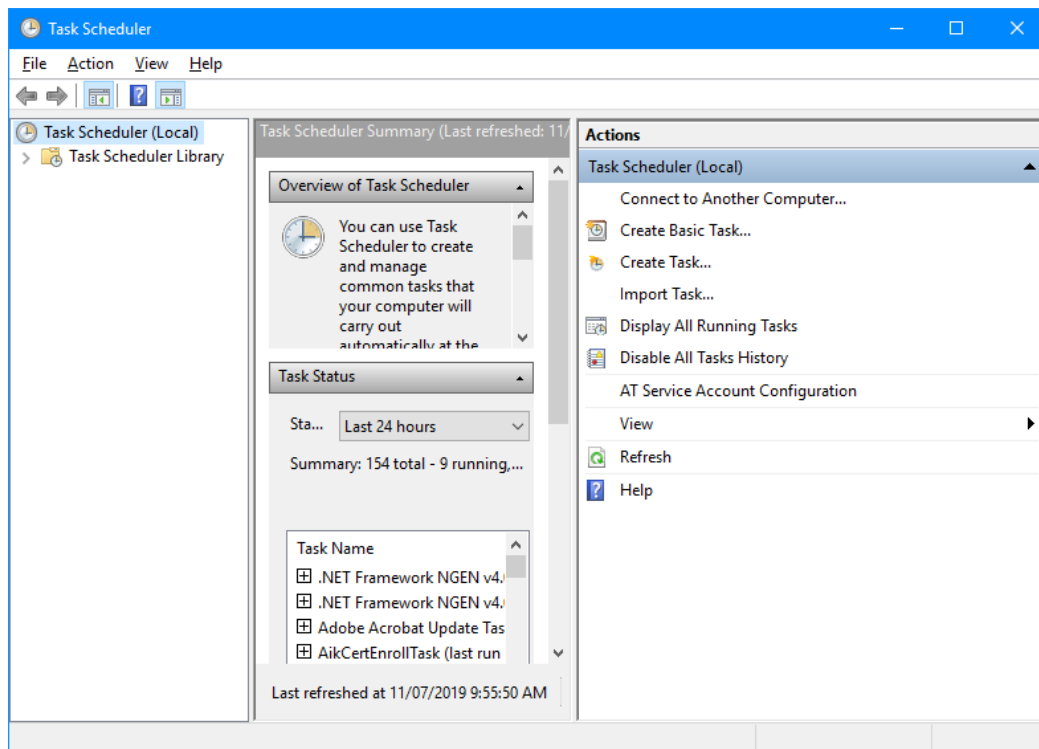 Task Scheduler
File Action View Help
Task Scheduler (Local)
Task Scheduler Library
Task Scheduler Summary (Last refreshed: 11/
Overview of Task Scheduler
You can use Task
Scheduler to create
and manage
common tasks that
your computer will
carry out
automatically at the
Task Status
Sta... Last 24 hours
Summary: 154 total - 9 running,...
Task Name
.NET Framework NGEN v4.
.NET Framework NGEN v4.
Adobe Acrobat Update Tas
AikCertEnrollTask (last run
Last refreshed at 11/07/2019 9:55:50 AM
Actions
Task Scheduler (Local)
Connect to Another Computer...
Create Basic Task...
Create Task...
Import Task...
Display All Running Tasks
Disable All Tasks History
AT Service Account Configuration
View
Refresh
Help